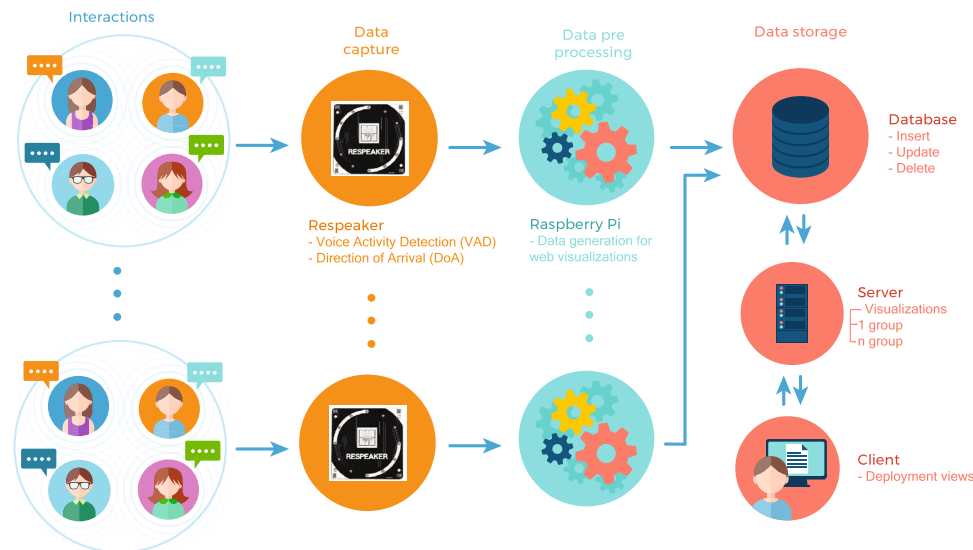 Interactions
Data
capture
Data pre
processing
Data storage
RESPEAKER
Database
- Insert
- Update
- Delete
Respeaker
- Voice Activity Detection (VAD)
- Direction of Arrival (DoA)
Raspberry Pi
- Data generation for
web visualizations
Server
Visualizations
1 group
n group
RESPEAKER
Client
- Deployment views